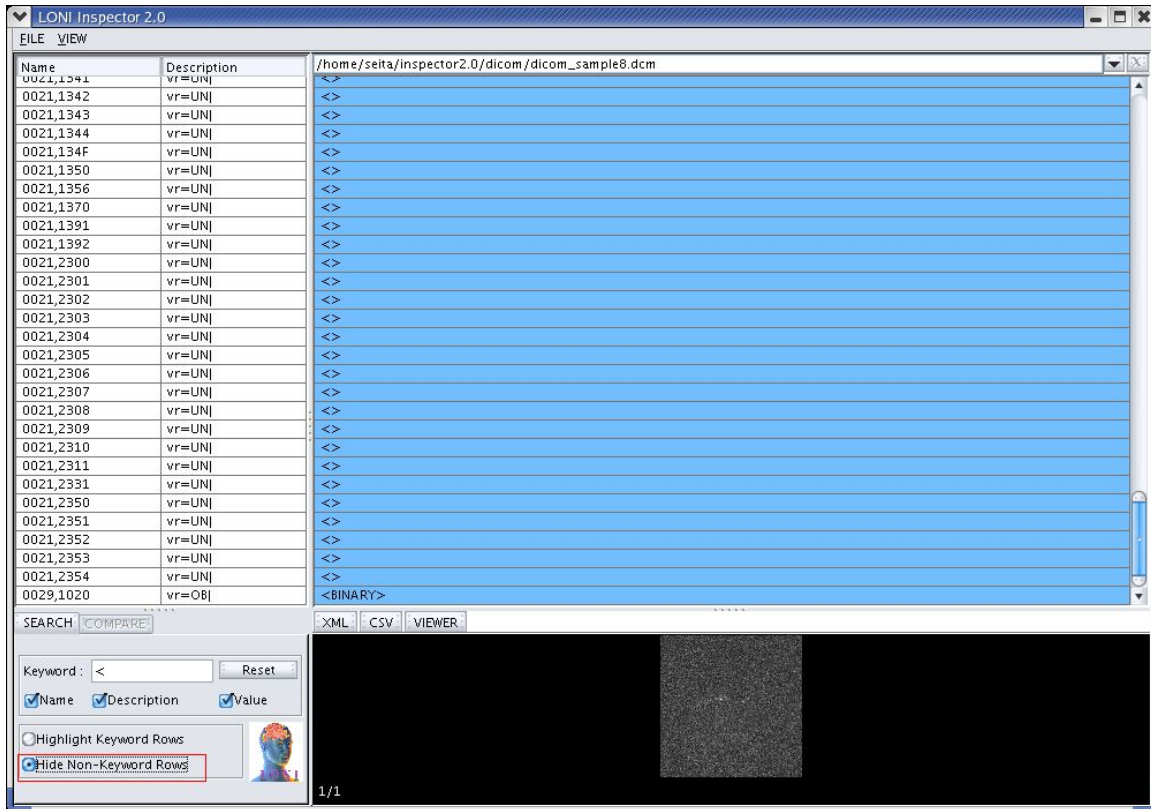 LONI Inspector 2.0
FILE VIEW
Name Description /home/seita/inspector2.0/dicom/dicom_sample8.dcm X
0021,1341 vr=UN| <>
0021,1342 vr=UN| <>
0021,1343 vr=UN| <>
0021,1344 vr=UN| <>
0021,134F vr=UN| <>
0021,1350 vr=UN| <>
0021,1356 vr=UN| <>
0021,1370 vr=UN| <>
0021,1391 vr=UN| <>
0021,1392 vr=UN| <>
0021,2300 vr=UN| <>
0021,2301 vr=UN| <>
0021,2302 vr=UN| <>
0021,2303 vr=UN| <>
0021,2304 vr=UN| <>
0021,2305 vr=UN| <>
0021,2306 vr=UN| <>
0021,2307 vr=UN| <>
0021,2308 vr=UN| <>
0021,2309 vr=UN| <>
0021,2310 vr=UN| <>
0021,2311 vr=UN| <>
0021,2331 vr=UN| <>
0021,2350 vr=UN| <>
0021,2351 vr=UN| <>
0021,2352 vr=UN| <>
0021,2353 vr=UN| <>
0021,2354 vr=UN| <>
0029,1020 vr=OB| <BINARY>
SEARCH COMPARE XML CSV VIEWER
Keyword : < Reset
Name Description Value
Highlight Keyword Rows
Hide Non-Keyword Rows
LONI
1/1